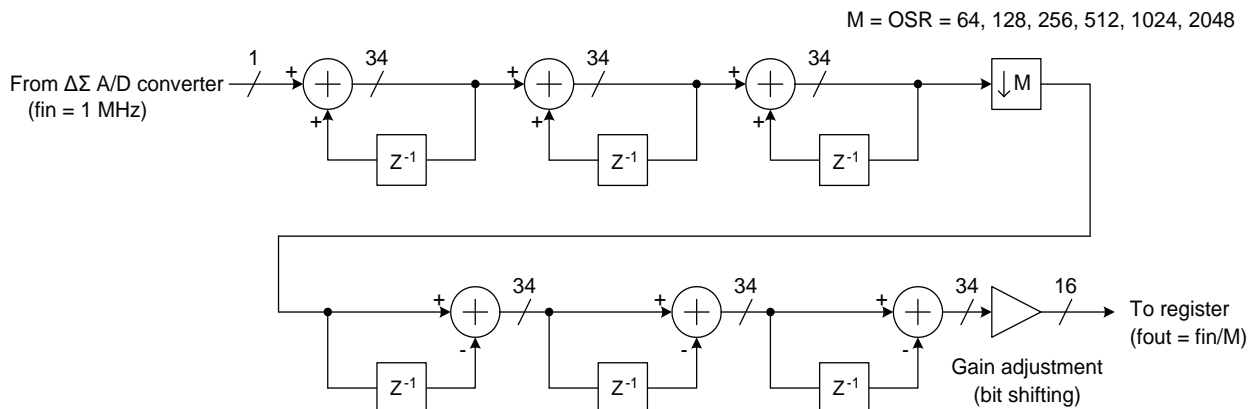 M = OSR = 64, 128, 256, 512, 1024, 2048
From ΔΣ A/D converter
(fin = 1 MHz)
1
+
+
34
Z⁻¹
+
+
34
Z⁻¹
+
+
34
Z⁻¹
↓M
+
-
34
Z⁻¹
+
-
34
Z⁻¹
+
-
34
Z⁻¹
16
Gain adjustment
(bit shifting)
To register
(fout = fin/M)